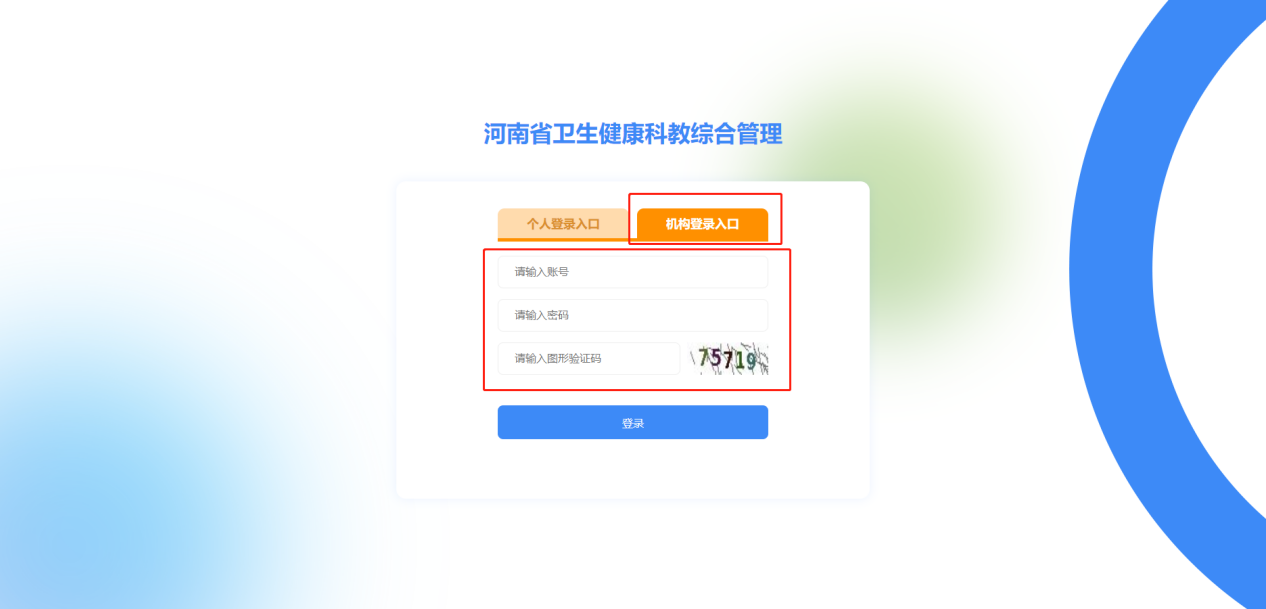 河南省卫生健康科教综合管理
个人登录入口 机构登录入口
请输入账号
请输入密码
请输入图形验证码 75719
登录